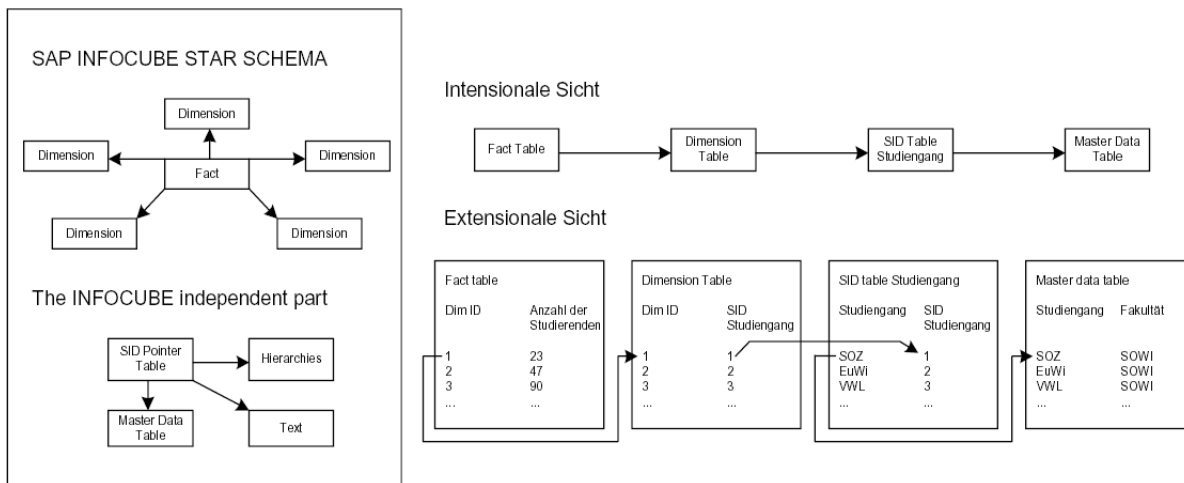 SAP INFOCUBE STAR SCHEMA
Dimension
Dimension
Dimension
Fact
Dimension
Dimension
The INFOCUBE independent part
SID Pointer
Table
Hierarchies
Master Data
Table
Text
Intensionale Sicht
Fact Table
Dimension
Table
SID Table
Studiengang
Master Data
Table
Extensionale Sicht
Fact table
Dim ID Anzahl der
Studierenden
1 23
2 47
3 90
... ...
Dimension Table
Dim ID SID
Studiengang
1 1
2 2
3 3
... ...
SID table Studiengang
Studiengang SID
Studiengang
SOZ 1
EuWi 2
VWL 3
... ...
Master data table
Studiengang Fakultät
SOZ SOWI
EuWi SOWI
VWL SOWI
... ...